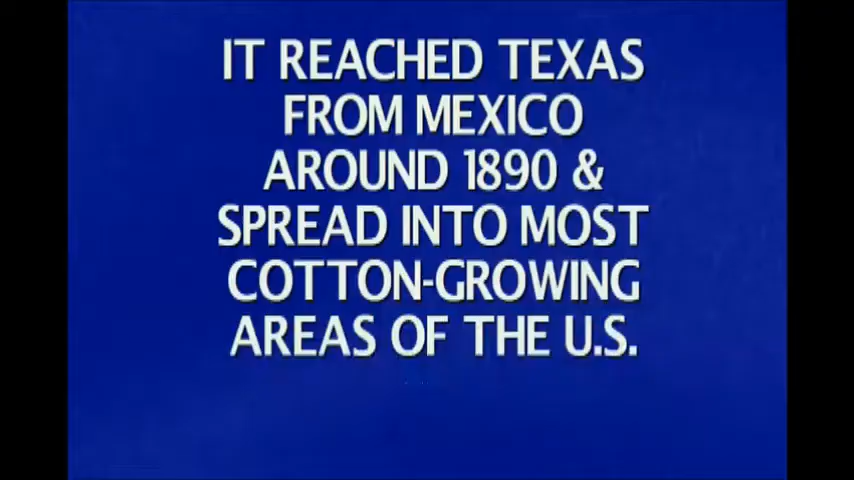 IT REACHED TEXAS
FROM MEXICO
AROUND 1890 &
SPREAD INTO MOST
COTTON-GROWING
AREAS OF THE U.S.